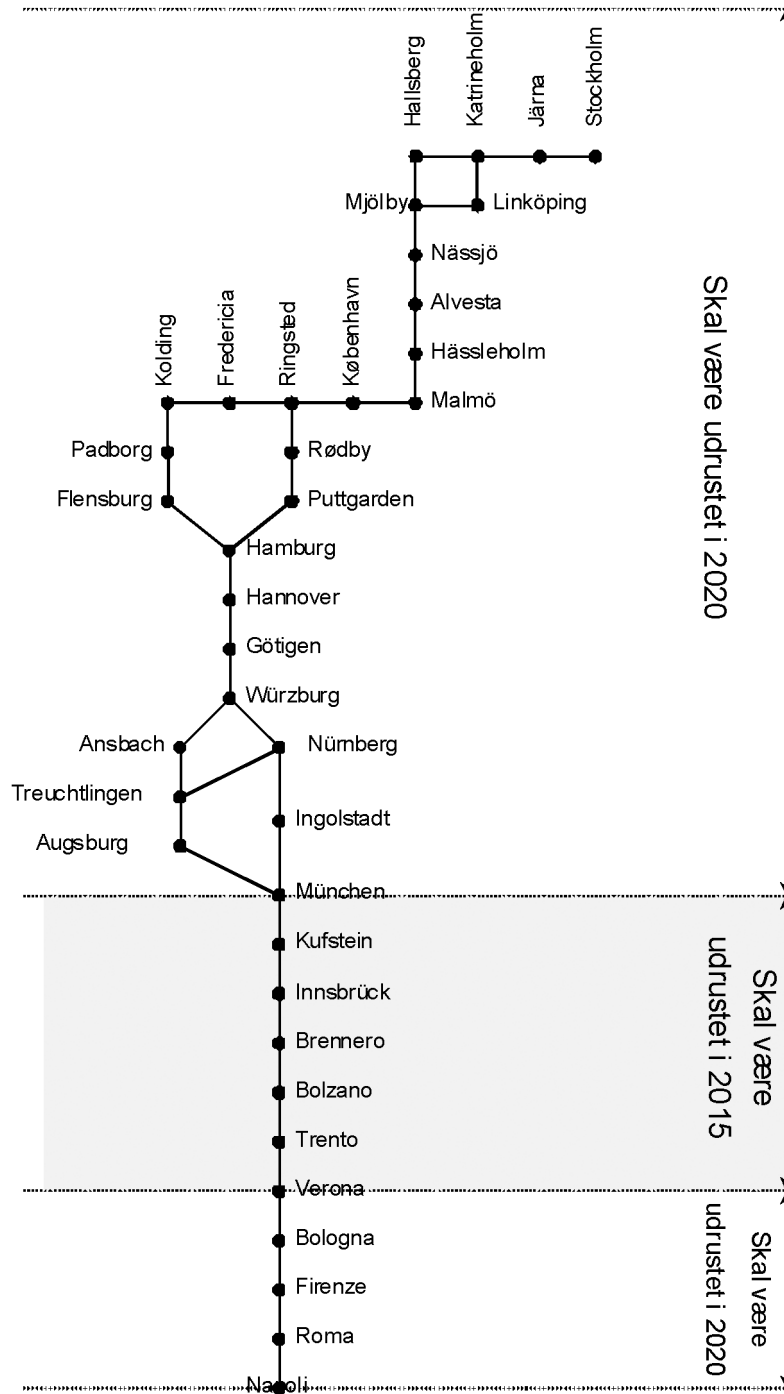 Hallsberg
Katrineholm
Järna
Stockholm
Mjölby
Linköping
Nässjö
Alvesta
Hässleholm
Malmö
Kolding
Fredericia
Ringsted
København
Padborg
Rødby
Flensburg
Puttgarden
Hamburg
Hannover
Götigen
Würzburg
Ansbach
Nürnberg
Treuchtlingen
Ingolstadt
Augsburg
München
Kufstein
Innsbrück
Brennero
Bolzano
Trento
Verona
Bologna
Firenze
Roma
Napoli
Skal være udrustet i 2020
Skal være
udrustet i 2015
Skal være
udrustet i 2020